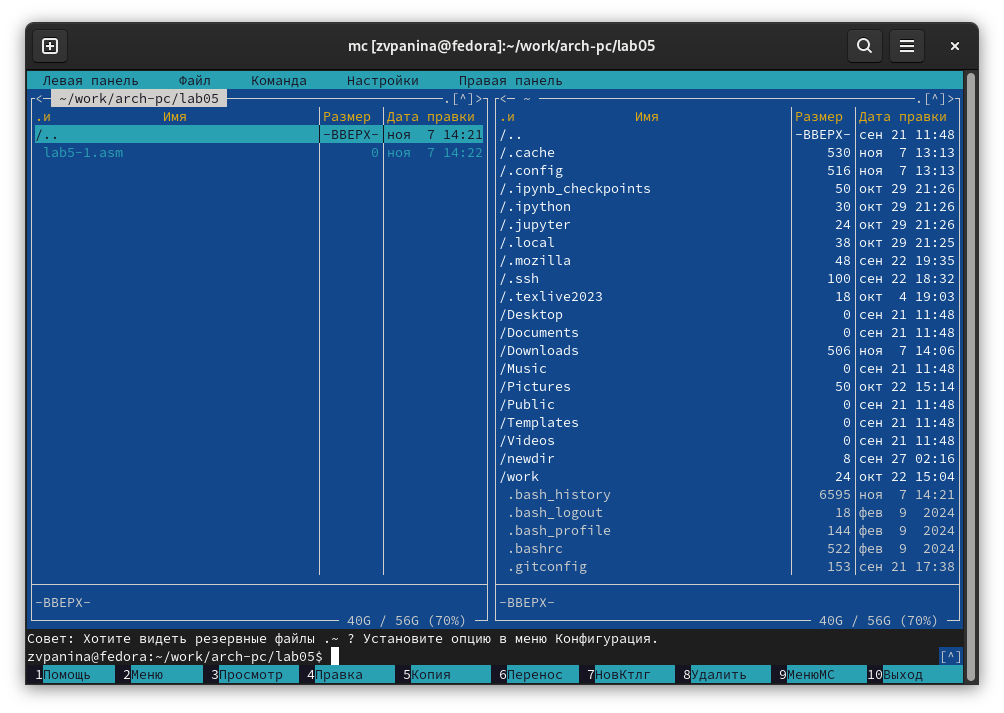 mc [zvpanina@fedora]:~/work/arch-pc/lab05
Левая панель Файл Команда Настройки Правая панель
<─ ~/work/arch-pc/lab05 .[^]>
.и Имя Размер Дата правки
/.. -ВВЕРХ- ноя 7 14:21
lab5-1.asm 0 ноя 7 14:22
-ВВЕРХ-
40G / 56G (70%)
<─ ~ .[^]>
.и Имя Размер Дата правки
/.. -ВВЕРХ- сен 21 11:48
/.cache 530 ноя 7 13:13
/.config 516 ноя 7 13:13
/.ipynb_checkpoints 50 окт 29 21:26
/.ipython 30 окт 29 21:26
/.jupyter 24 окт 29 21:26
/.local 38 окт 29 21:25
/.mozilla 48 сен 22 19:35
/.ssh 100 сен 22 18:32
/.texlive2023 18 окт 4 19:03
/Desktop 0 сен 21 11:48
/Documents 0 сен 21 11:48
/Downloads 506 ноя 7 14:06
/Music 0 сен 21 11:48
/Pictures 50 окт 22 15:14
/Public 0 сен 21 11:48
/Templates 0 сен 21 11:48
/Videos 0 сен 21 11:48
/newdir 8 сен 27 02:16
/work 24 окт 22 15:04
.bash_history 6595 ноя 7 14:21
.bash_logout 18 фев 9 2024
.bash_profile 144 фев 9 2024
.bashrc 522 фев 9 2024
.gitconfig 153 сен 21 17:38
-ВВЕРХ-
40G / 56G (70%)
Совет: Хотите видеть резервные файлы .~ ? Установите опцию в меню Конфигурация.
zvpanina@fedora:~/work/arch-pc/lab05$ [^]
1Помощь 2Меню 3Просмотр 4Правка 5Копия 6Перенос 7НовКтлг 8Удалить 9МенюМС 10Выход